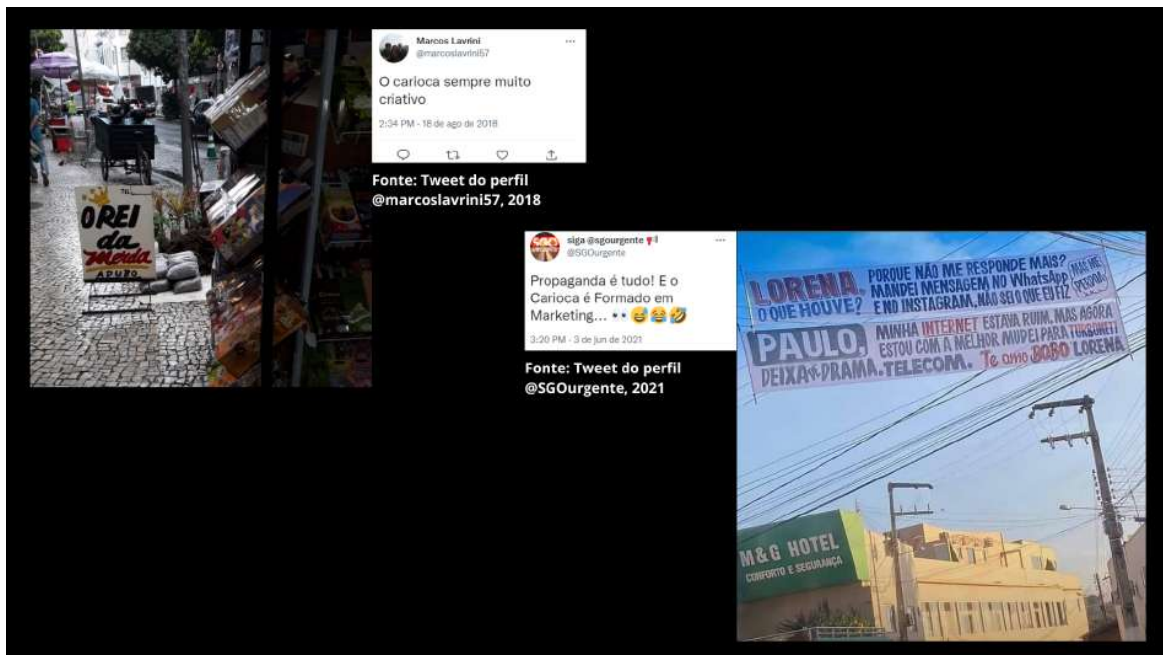 TEL
O REI
da
merda
ADUBO
Marcos Lavrini
@marcoslavrini57
O carioca sempre muito
criativo
2:34 PM - 18 de ago de 2018
Fonte: Tweet do perfil
@marcoslavrini57, 2018
siga @sgourgente
@SGOurgente
Propaganda é tudo! E o
Carioca é Formado em
Marketing... 👀😅😂🤣
3:20 PM - 3 de jun de 2021
Fonte: Tweet do perfil
@SGOurgente, 2021
LORENA,
O QUE HOUVE?
PORQUE NÃO ME RESPONDE MAIS?
MANDEI MENSAGEM NO WhatsApp
E NO INSTAGRAM, NÃO SEI O QUE EU FIZ
MAS ME
PERDOA
PAULO,
MINHA INTERNET ESTAVA RUIM, MAS AGORA
ESTOU COM A MELHOR MUDEI PARA TURBONET
DEIXA DE DRAMA. TELECOM. Te amo BOBO LORENA
M&G HOTEL
CONFORTO E SEGURANÇA